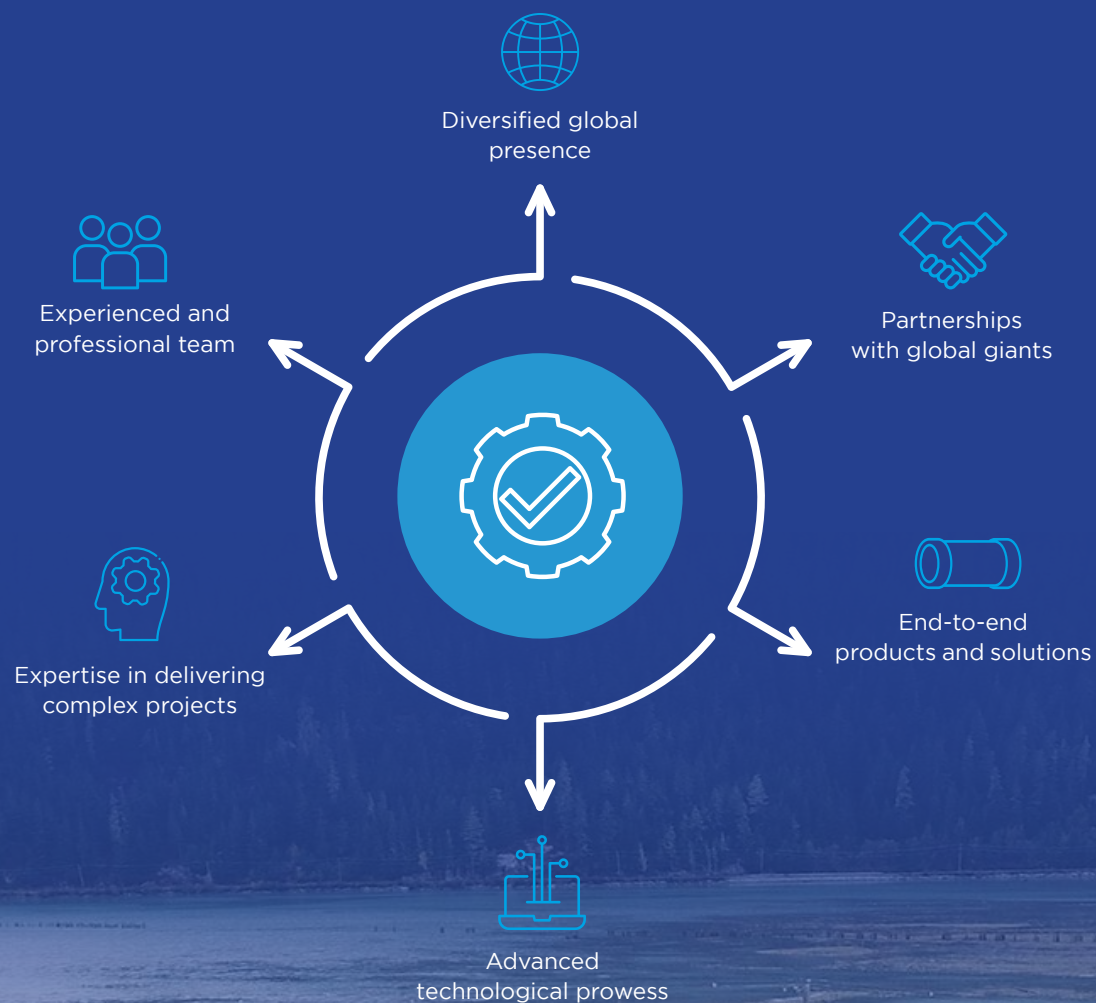 Diversified global
presence
Partnerships
with global giants
End-to-end
products and solutions
Advanced
technological prowess
Expertise in delivering
complex projects
Experienced and
professional team